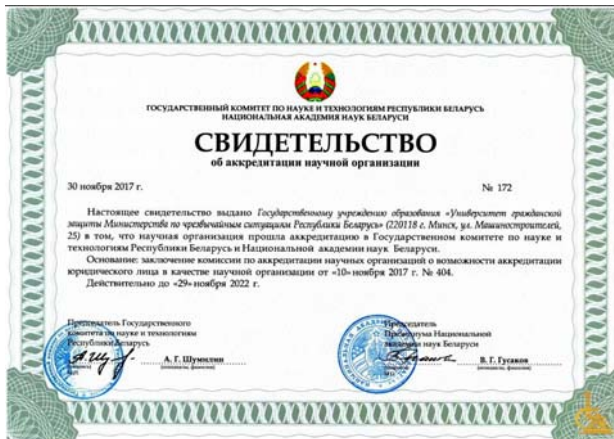 ГОСУДАРСТВЕННЫЙ КОМИТЕТ ПО НАУКЕ И ТЕХНОЛОГИЯМ РЕСПУБЛИКИ БЕЛАРУСЬ
НАЦИОНАЛЬНАЯ АКАДЕМИЯ НАУК БЕЛАРУСИ
СВИДЕТЕЛЬСТВО
об аккредитации научной организации
30 ноября 2017 г. № 172
Настоящее свидетельство выдано Государственному учреждению образования «Университет гражданской
защиты Министерства по чрезвычайным ситуациям Республики Беларусь» (220118 г. Минск, ул. Машиностроителей,
25) в том, что научная организация прошла аккредитацию в Государственном комитете по науке и
технологиям Республики Беларусь и Национальной академии наук Беларуси.
Основание: заключение комиссии по аккредитации научных организаций о возможности аккредитации
юридического лица в качестве научной организации от «10» ноября 2017 г. № 404.
Действительно до «29» ноября 2022 г.
Председатель Государственного
комитета по науке и технологиям
Республики Беларусь
А. Г. Шумилин
Председатель
Президиума Национальной
академии наук Беларуси
В. Г. Гусаков